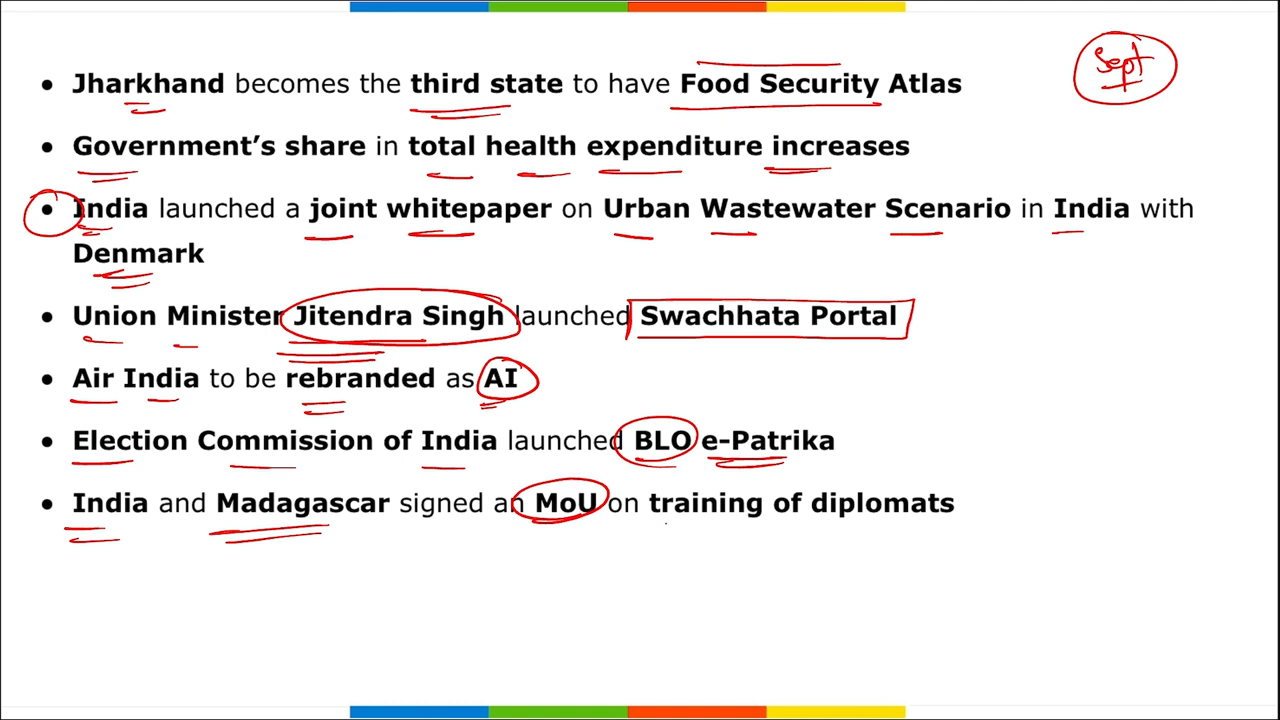 Sept
• Jharkhand becomes the third state to have Food Security Atlas
• Government’s share in total health expenditure increases
• India launched a joint whitepaper on Urban Wastewater Scenario in India with
Denmark
• Union Minister Jitendra Singh launched Swachhata Portal
• Air India to be rebranded as AI
• Election Commission of India launched BLO e-Patrika
• India and Madagascar signed an MoU on training of diplomats